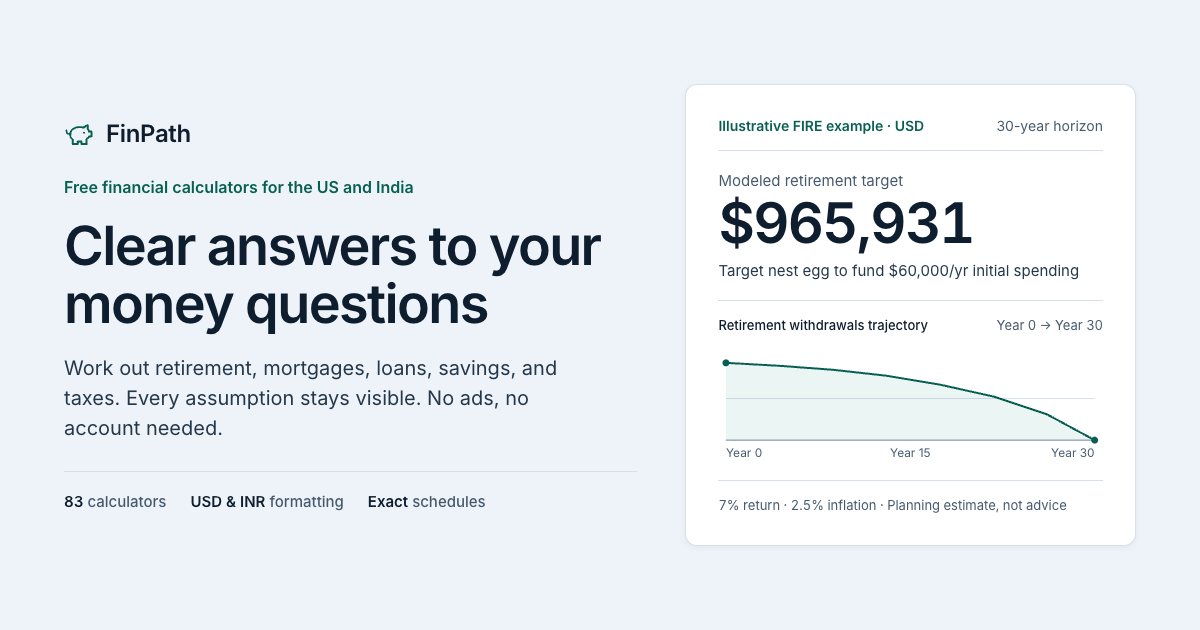 FinPath
Free financial calculators for the US and India
Clear answers to your
money questions
Work out retirement, mortgages, loans, savings, and
taxes. Every assumption stays visible. No ads, no
account needed.
83 calculators USD & INR formatting Exact schedules
Illustrative FIRE example · USD 30-year horizon
Modeled retirement target
$965,931
Target nest egg to fund $60,000/yr initial spending
Retirement withdrawals trajectory Year 0 → Year 30
Year 0 Year 15 Year 30
7% return · 2.5% inflation · Planning estimate, not advice